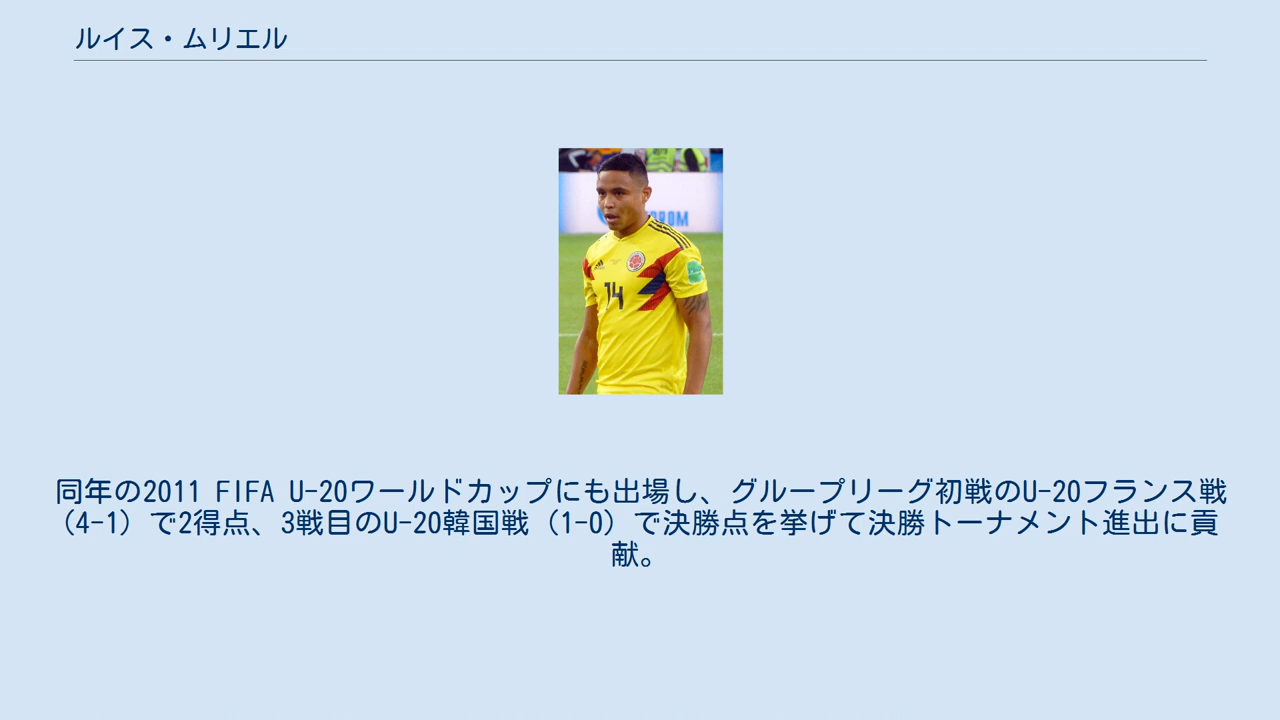 ルイス・ムリエル
14
同年の2011 FIFA U-20ワールドカップにも出場し、グループリーグ初戦のU-20フランス戦
（4-1）で2得点、3戦目のU-20韓国戦（1-0）で決勝点を挙げて決勝トーナメント進出に貢
献。